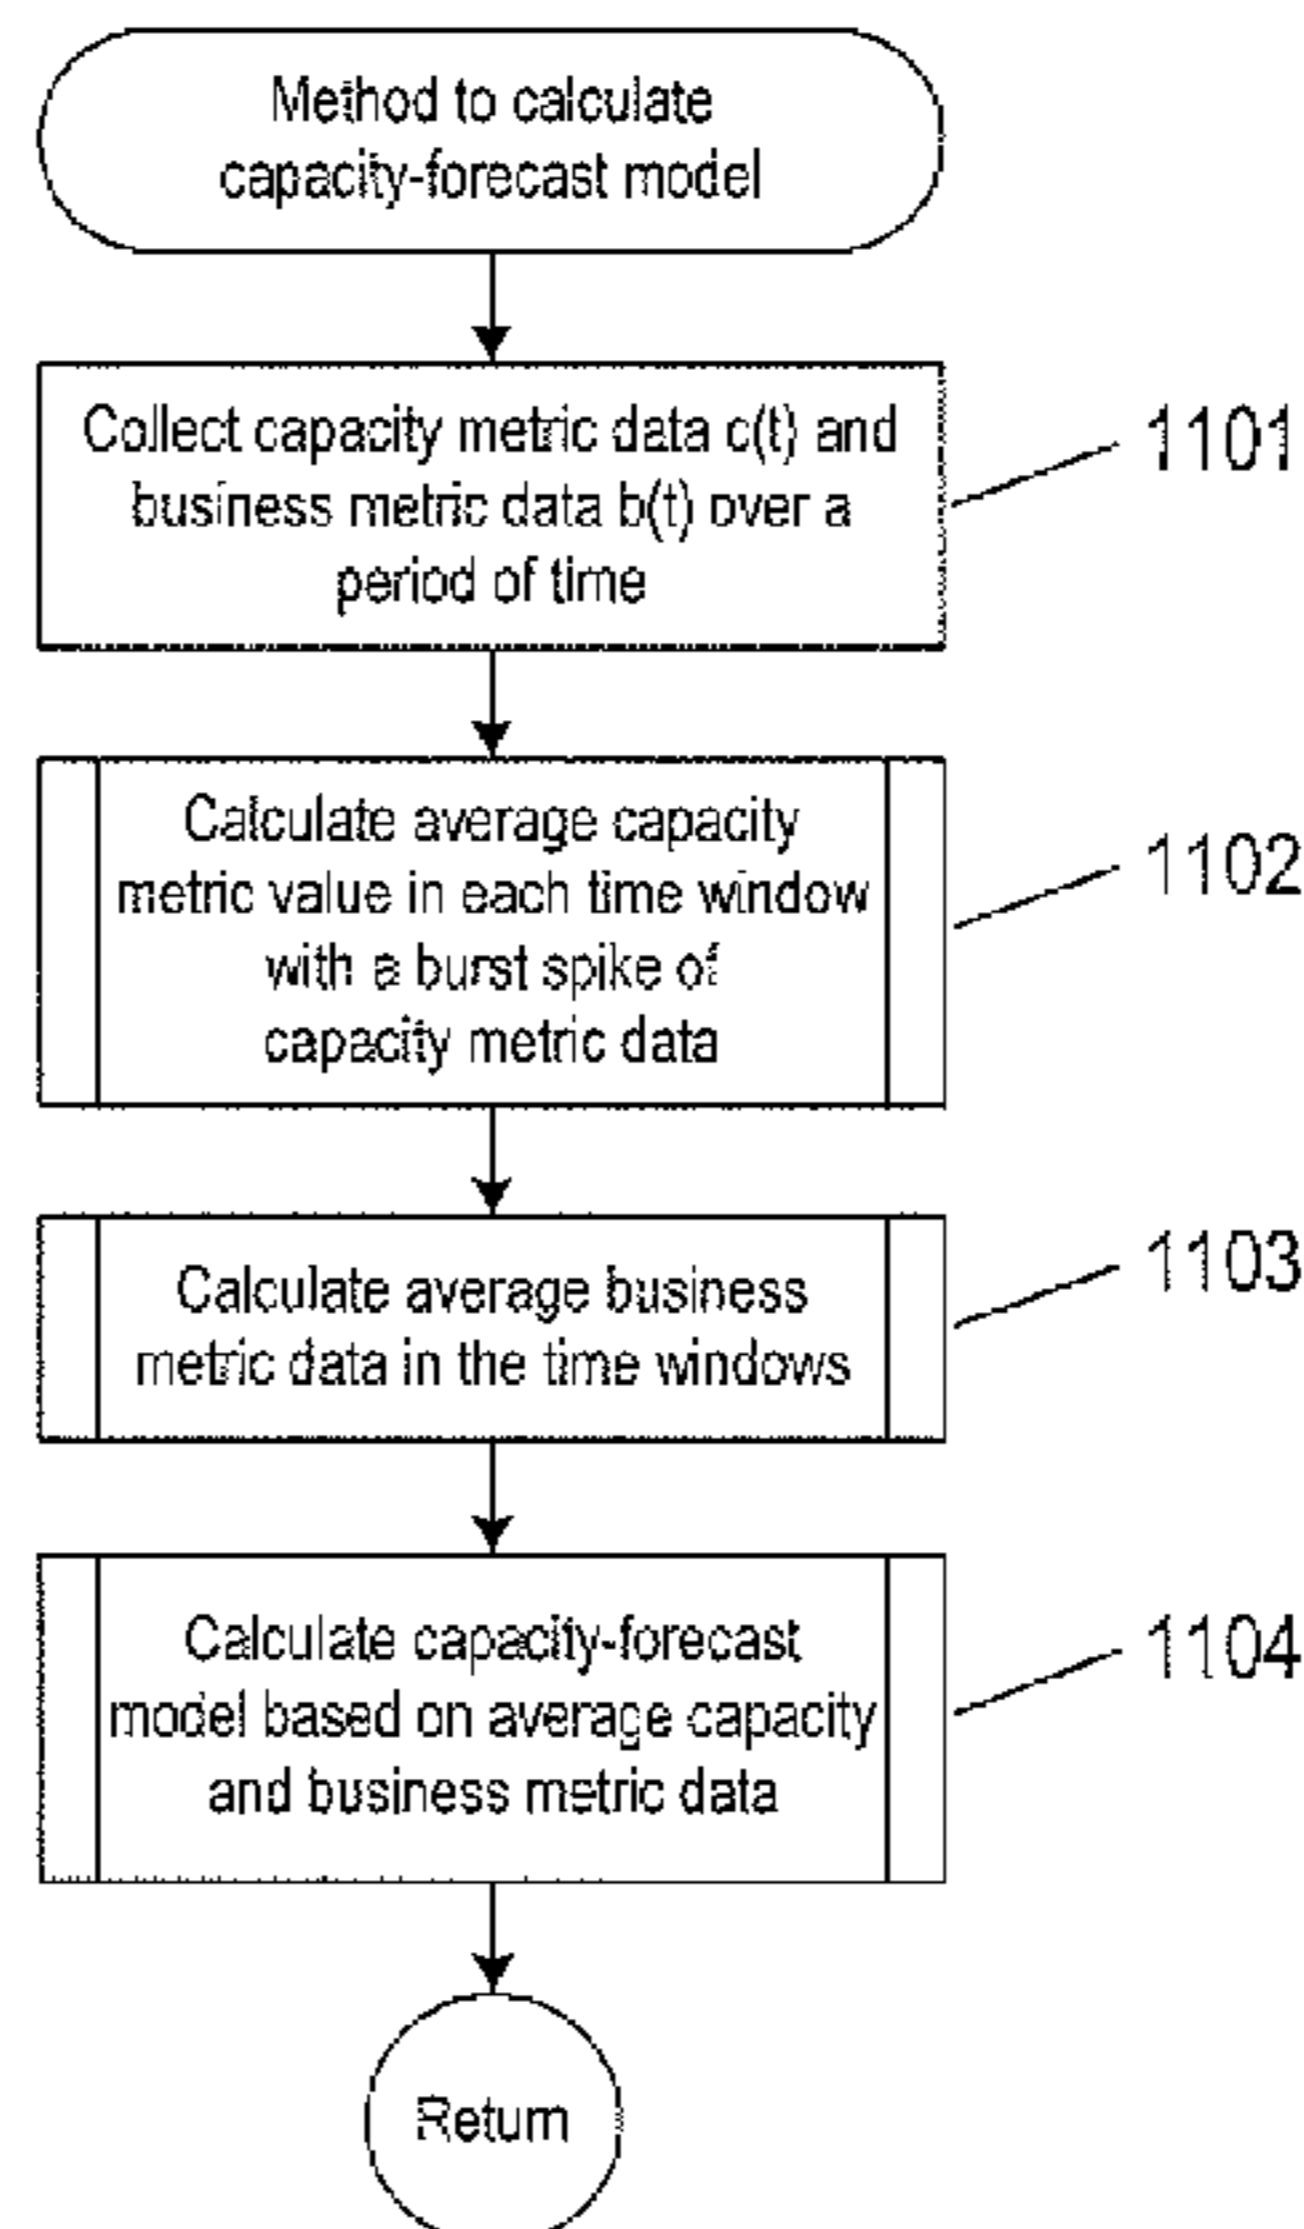 Method to calculate
capacity-forecast model
Collect capacity metric data c(t) and
business metric data b(t) over a
period of time
1101
Calculate average capacity
metric value in each time window
with a burst spike of
capacity metric data
1102
Calculate average business
metric data in the time windows
1103
Calculate capacity-forecast
model based on average capacity
and business metric data
1104
Return